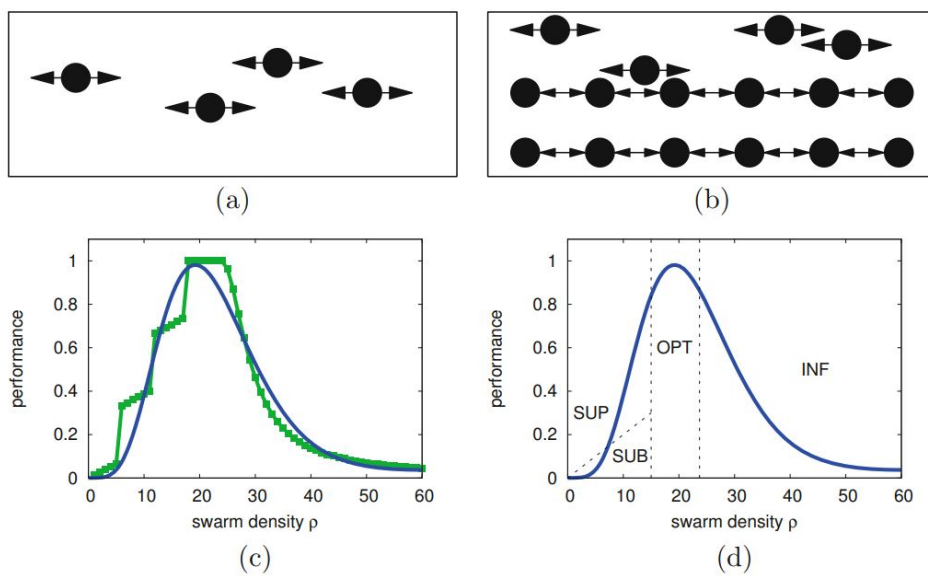 (a)
(b)
performance
1
0.8
0.6
0.4
0.2
0
0 10 20 30 40 50 60
swarm density ρ
(c)
performance
1
0.8
0.6
0.4
0.2
0
SUP
SUB
OPT
INF
0 10 20 30 40 50 60
swarm density ρ
(d)